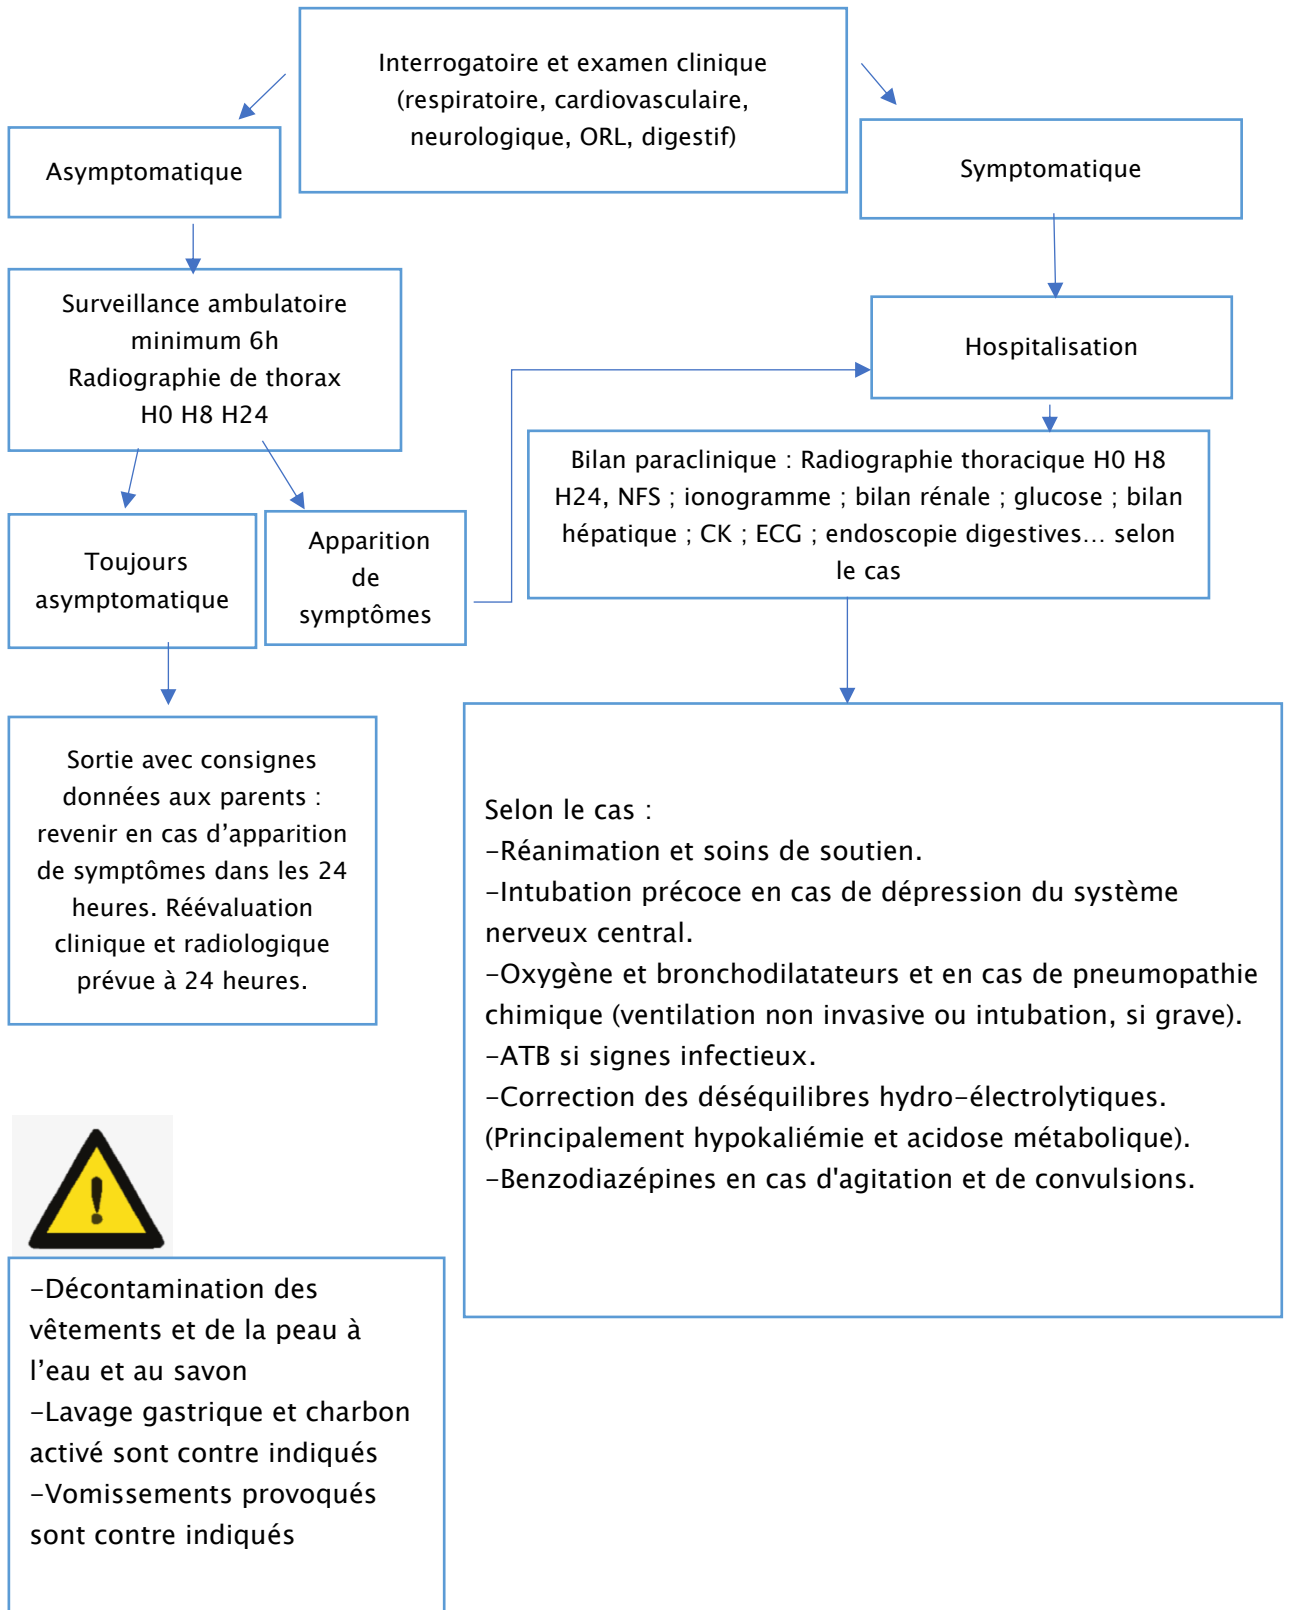 Interrogatoire et examen clinique
(respiratoire, cardiovasculaire,
neurologique, ORL, digestif)
Asymptomatique
Symptomatique
Surveillance ambulatoire
minimum 6h
Radiographie de thorax
H0 H8 H24
Hospitalisation
Bilan paraclinique : Radiographie thoracique H0 H8
H24, NFS ; ionogramme ; bilan rénale ; glucose ; bilan
hépatique ; CK ; ECG ; endoscopie digestives… selon
le cas
Toujours
asymptomatique
Apparition
de
symptômes
Sortie avec consignes
données aux parents :
revenir en cas d’apparition
de symptômes dans les 24
heures. Réévaluation
clinique et radiologique
prévue à 24 heures.
Selon le cas :
-Réanimation et soins de soutien.
-Intubation précoce en cas de dépression du système
nerveux central.
-Oxygène et bronchodilatateurs et en cas de pneumopathie
chimique (ventilation non invasive ou intubation, si grave).
-ATB si signes infectieux.
-Correction des déséquilibres hydro-électrolytiques.
(Principalement hypokaliémie et acidose métabolique).
-Benzodiazépines en cas d'agitation et de convulsions.
!
-Décontamination des
vêtements et de la peau à
l’eau et au savon
-Lavage gastrique et charbon
activé sont contre indiqués
-Vomissements provoqués
sont contre indiqués